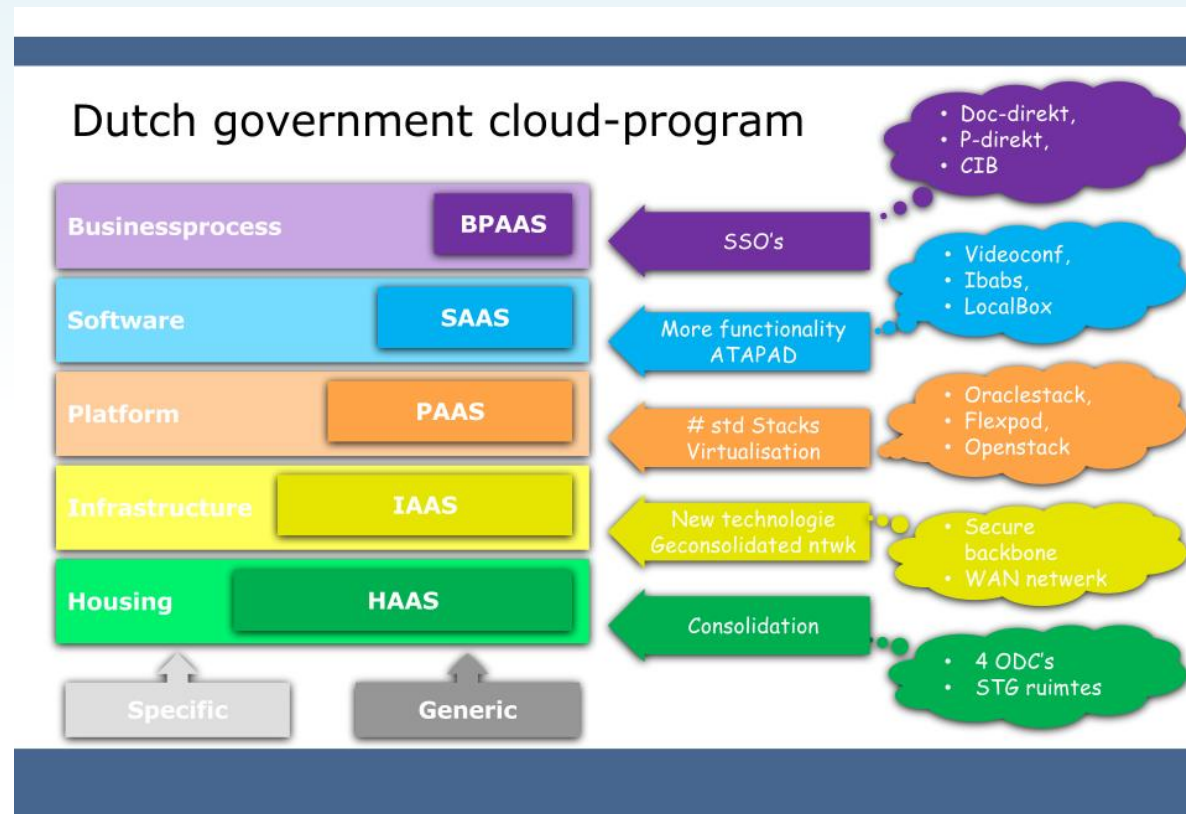 Dutch government cloud-program
• Doc-direkt,
• P-direkt,
• CIB
Businessprocess
BPAAS
SSO's
• Videoconf,
• Ibabs,
• LocalBox
Software
SAAS
More functionality
ATAPAD
• Oraclestack,
• Flexpod,
• Openstack
Platform
PAAS
# std Stacks
Virtualisation
Infrastructure
IAAS
New technologie
Geconsolidated ntwk
• Secure
backbone
• WAN netwerk
Housing
HAAS
Consolidation
• 4 ODC's
• STG ruimtes
Specific
Generic